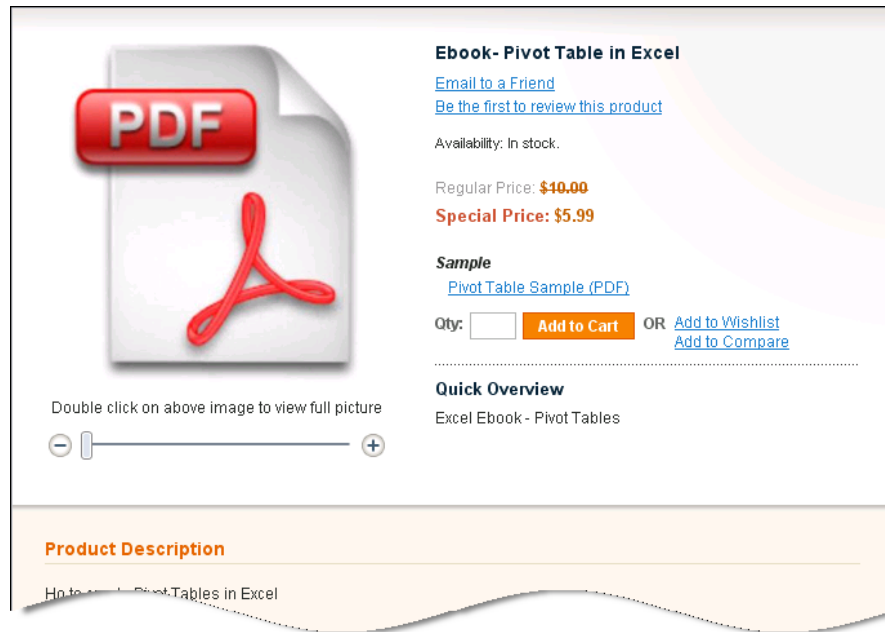 PDF
Ebook- Pivot Table in Excel
Email to a Friend
Be the first to review this product
Availability: In stock.
Regular Price: $10.00
Special Price: $5.99
Sample
Pivot Table Sample (PDF)
Qty: Add to Cart OR Add to Wishlist
Add to Compare
Quick Overview
Excel Ebook - Pivot Tables
Double click on above image to view full picture
Product Description
Ho to Pivot Tables in Excel